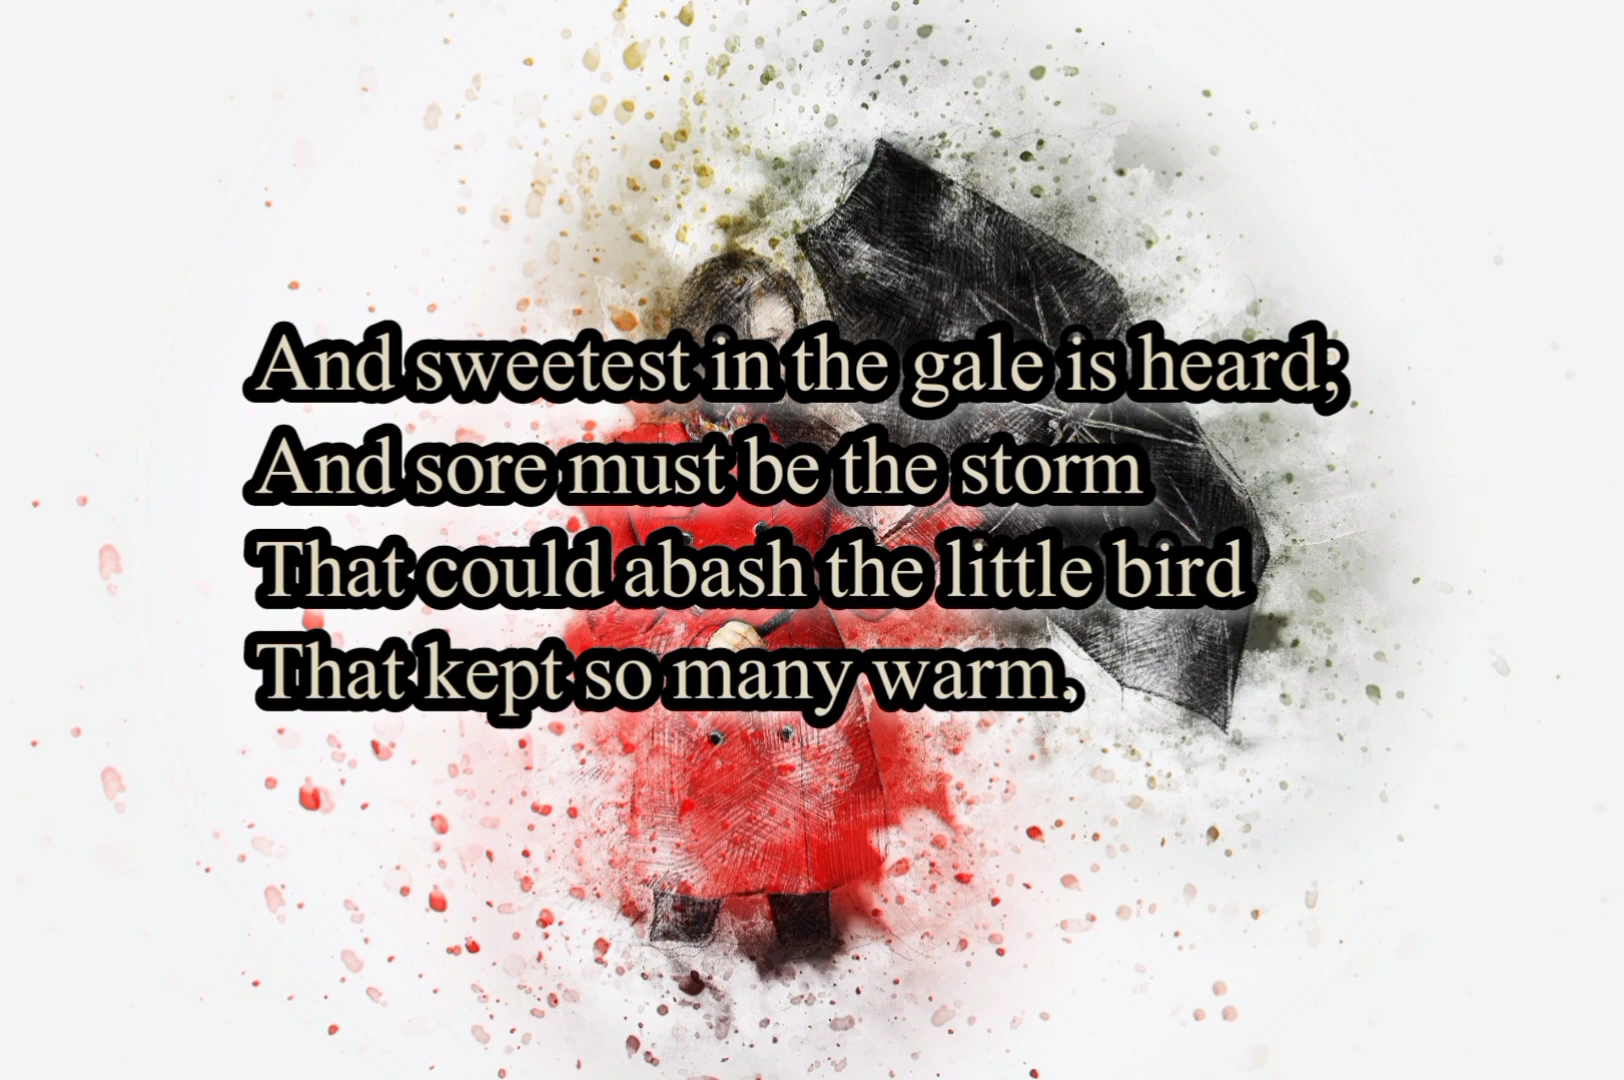 And sweetest in the gale is heard;
And sore must be the storm
That could abash the little bird
That kept so many warm.